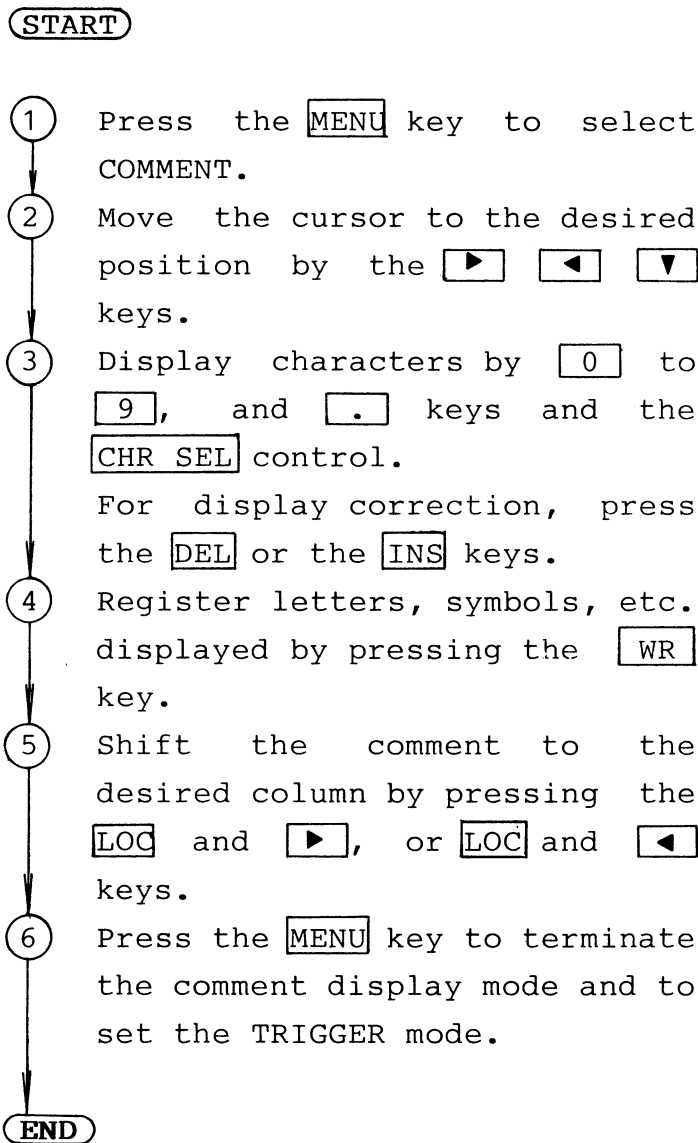 START
1 Press the MENU key to select
COMMENT.
2 Move the cursor to the desired
position by the ▶ ◀ ▼
keys.
3 Display characters by 0 to
9, and . keys and the
CHR SEL control.
For display correction, press
the DEL or the INS keys.
4 Register letters, symbols, etc.
displayed by pressing the WR
key.
5 Shift the comment to the
desired column by pressing the
LOC and ▶, or LOC and ◀
keys.
6 Press the MENU key to terminate
the comment display mode and to
set the TRIGGER mode.
END